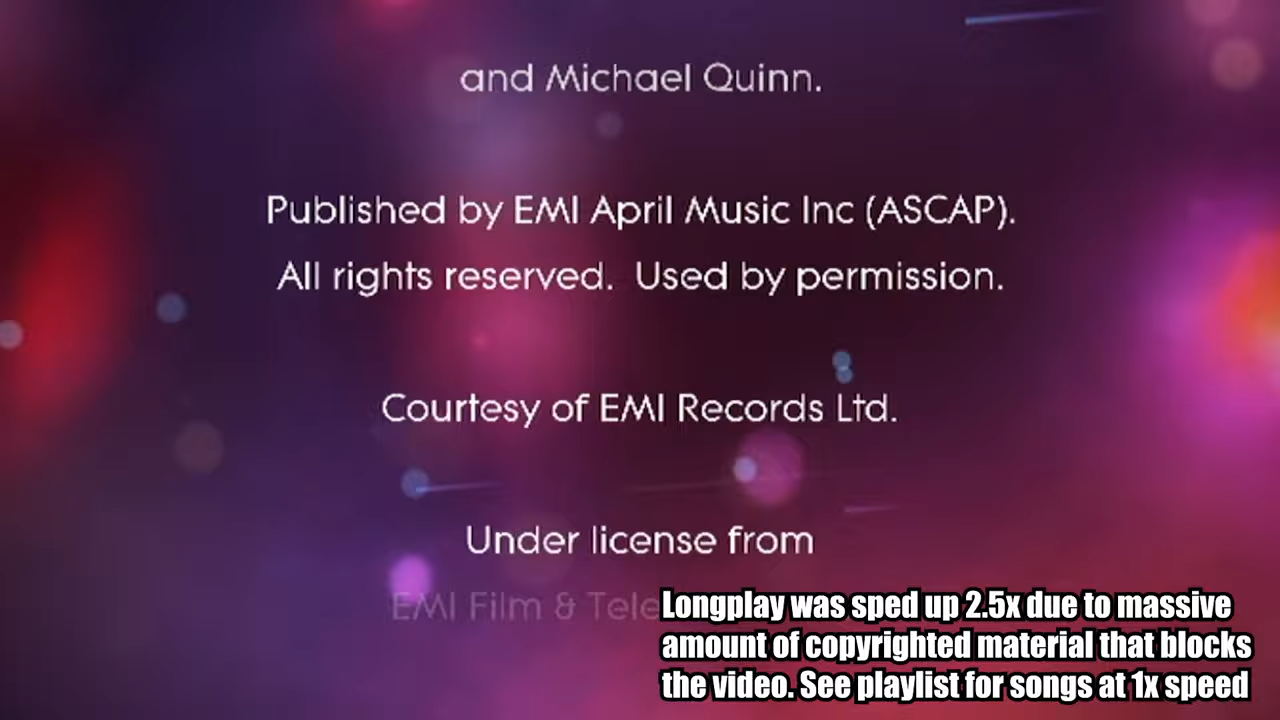 and Michael Quinn.
Published by EMI April Music Inc (ASCAP).
All rights reserved. Used by permission.
Courtesy of EMI Records Ltd.
Under license from
EMI Film &
Longplay was sped up 2.5x due to massive
amount of copyrighted material that blocks
the video. See playlist for songs at 1x speed